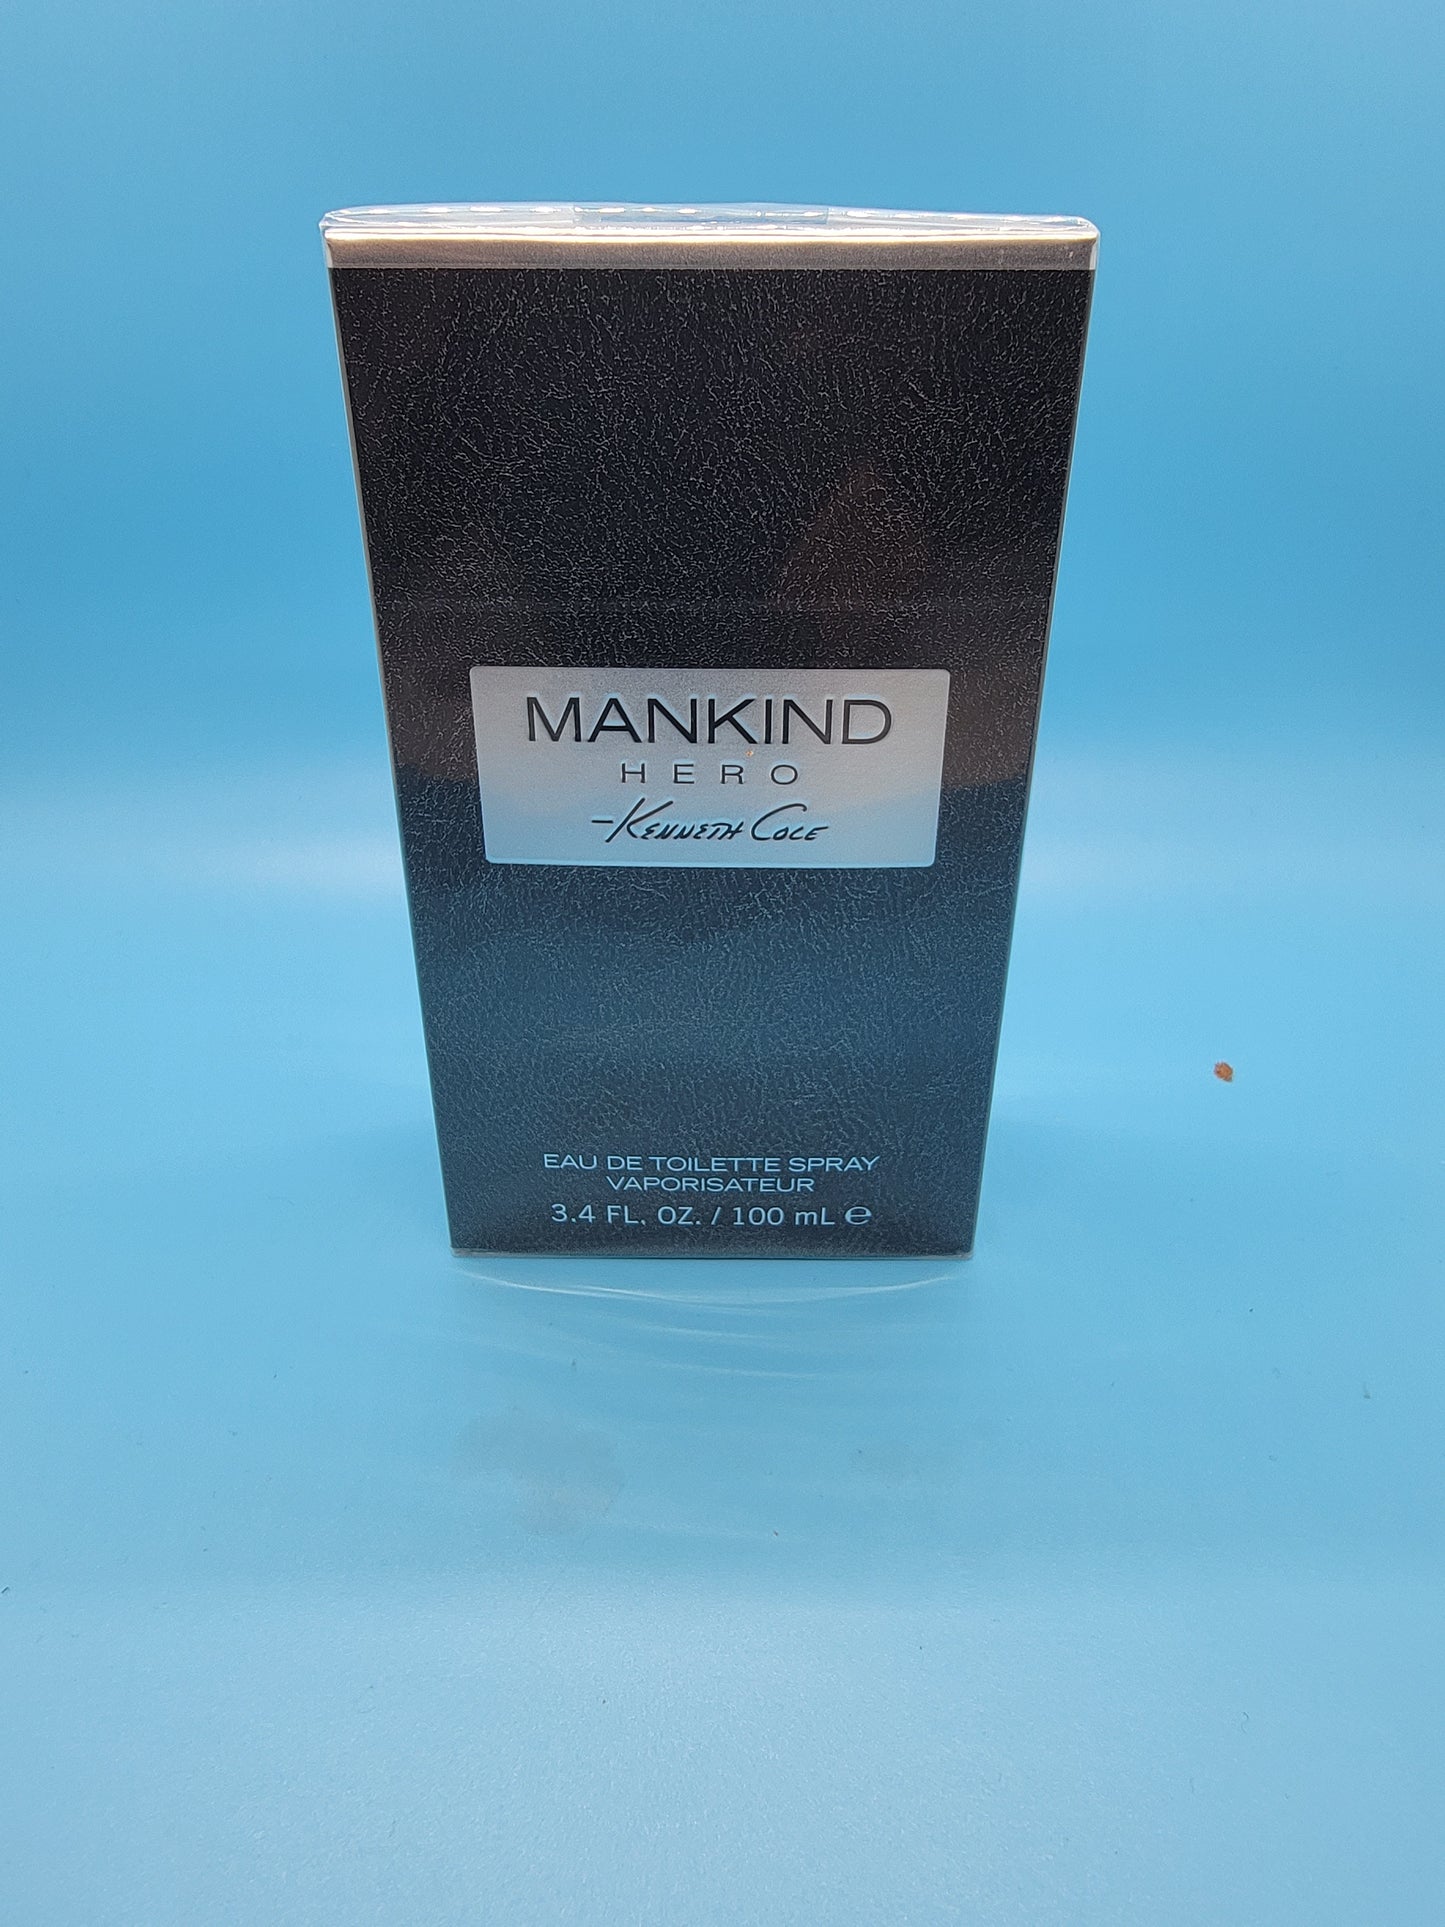 MANKIND
HERO
-KENNETH COLE
EAU DE TOILETTE SPRAY
VAPORISATEUR
3.4 FL. OZ. / 100 mL ℮